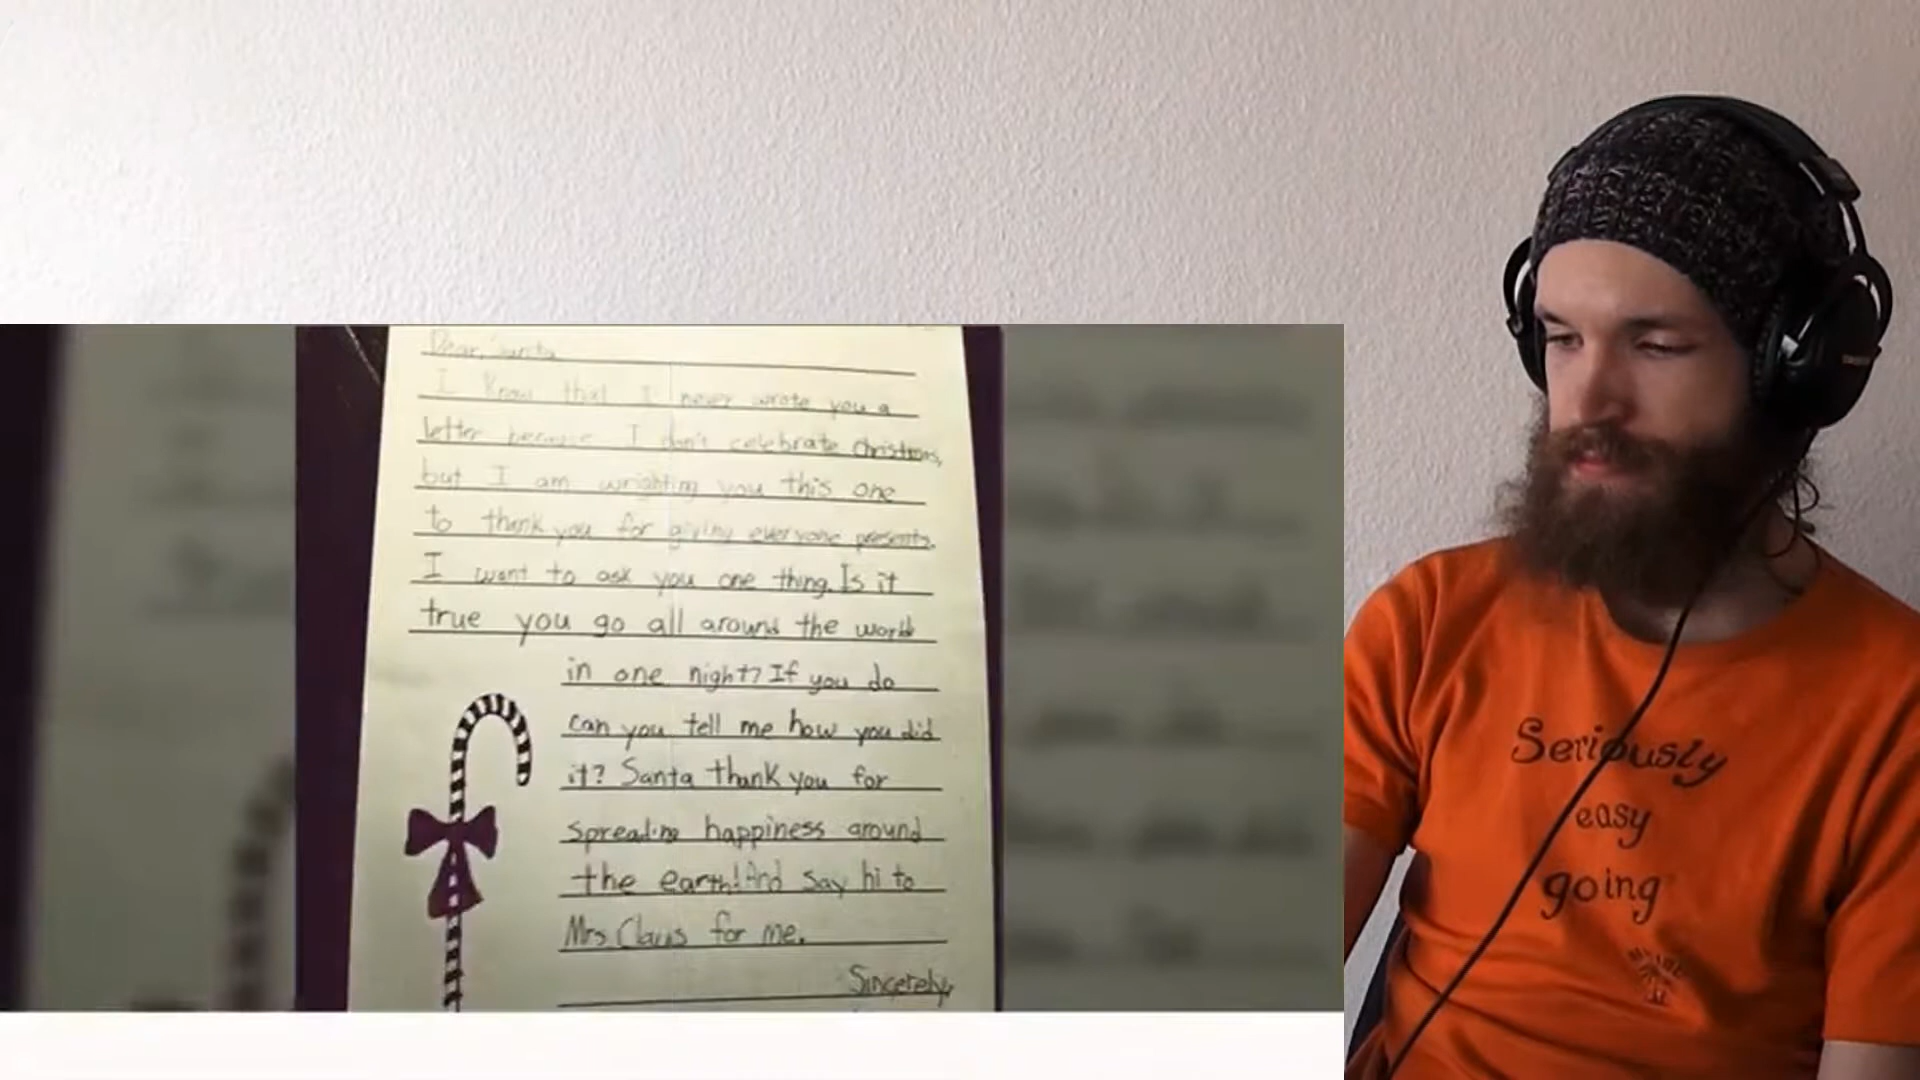 Dear, Santa
I know that I never wrote you a
letter because I don't celebrate Christmas,
but I am wrighting you this one
to thank you for giving everyone presents.
I want to ask you one thing. Is it
true you go all around the world
in one night? If you do
can you tell me how you did
it? Santa thank you for
spreading happiness around
the earth! And say hi to
Mrs. Claus for me.
Sincerely,
Seriously
easy
going